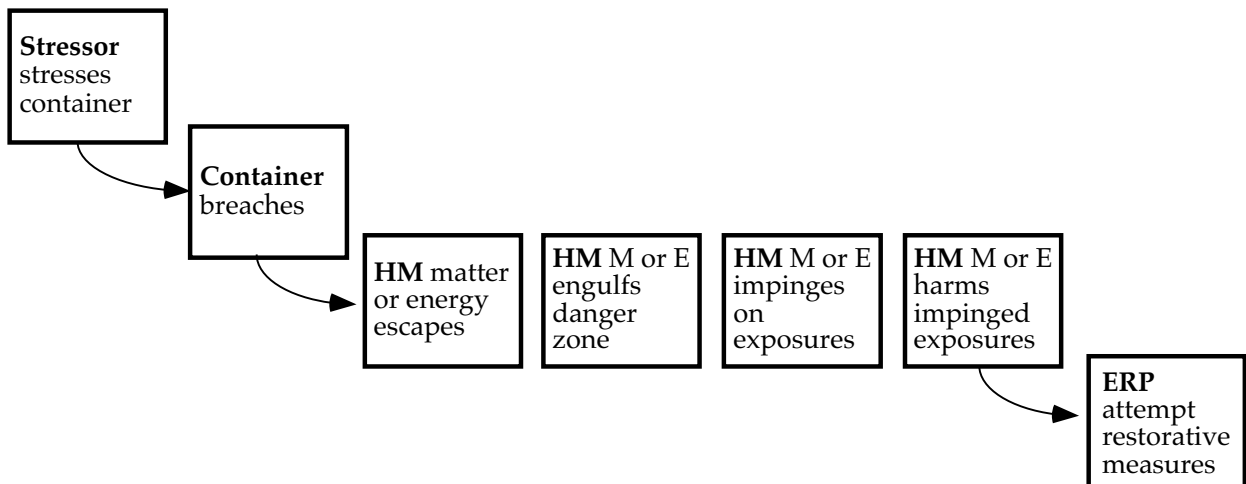 Stressor
stresses
container
Container
breaches
HM matter
or energy
escapes
HM M or E
engulfs
danger
zone
HM M or E
impinges
on
exposures
HM M or E
harms
impinged
exposures
ERP
attempt
restorative
measures